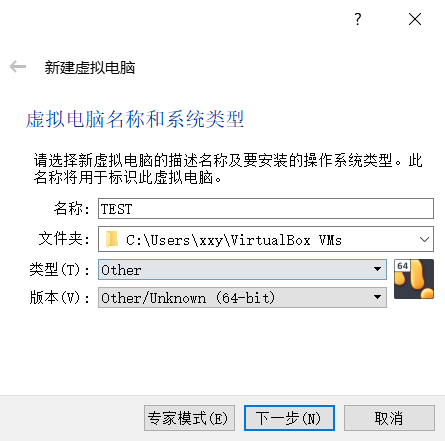 ?
新建虚拟电脑
虚拟电脑名称和系统类型
请选择新虚拟电脑的描述名称及要安装的操作系统类型。此
名称将用于标识此虚拟电脑。
名称: TEST
文件夹: C:\Users\xxy\VirtualBox VMs
类型(T): Other
64
版本(V): Other/Unknown (64-bit)
专家模式(E) 下一步(N) 取消